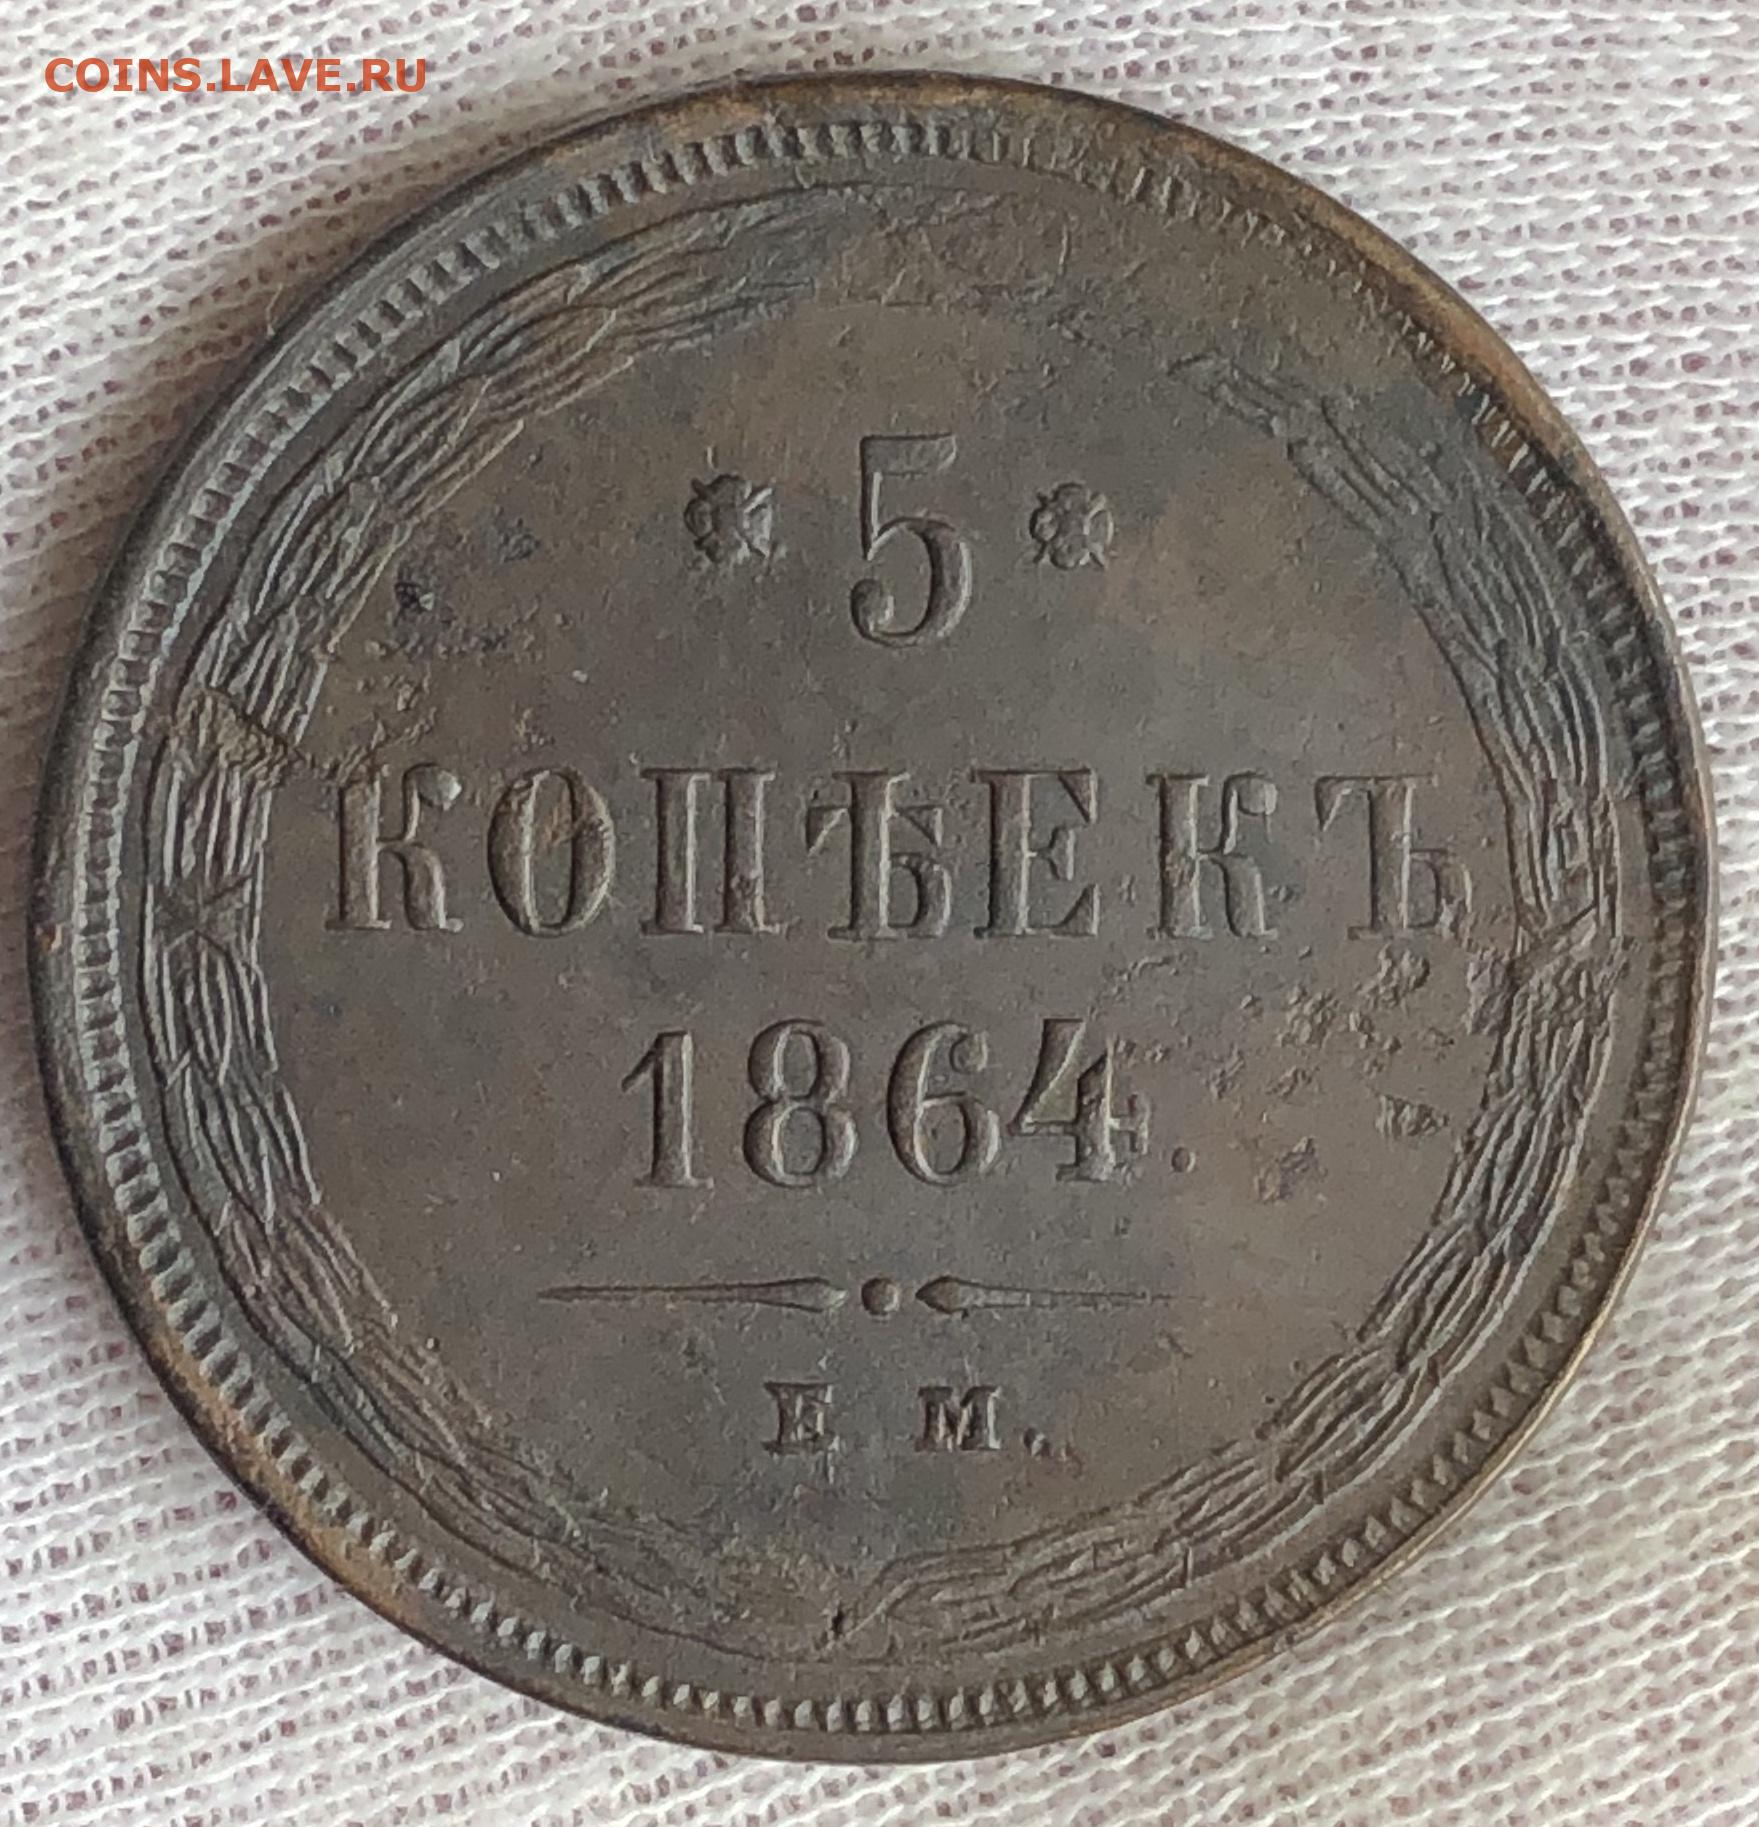 COINS.LAVE.RU
* 5 *
КОПѢЕКЪ
1864.
Е М.